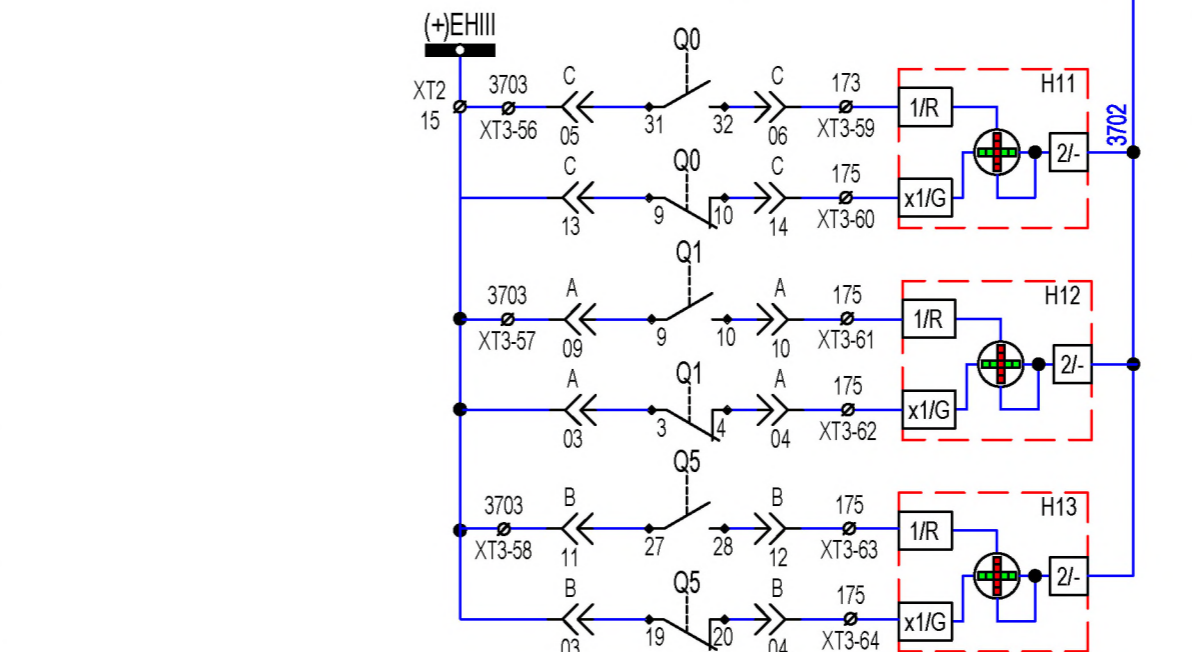 (+)EHIII
XT2
15
3703
XT3-56
C
05
Q0
31
32
C
06
173
XT3-59
1/R
H11
2/-
3702
C
13
Q0
9
10
C
14
175
XT3-60
x1/G
3703
XT3-57
A
09
Q1
9
10
A
10
175
XT3-61
1/R
H12
2/-
A
03
Q1
3
4
A
04
175
XT3-62
x1/G
3703
XT3-58
B
11
Q5
27
28
B
12
175
XT3-63
1/R
H13
2/-
B
03
Q5
19
20
B
04
175
XT3-64
x1/G